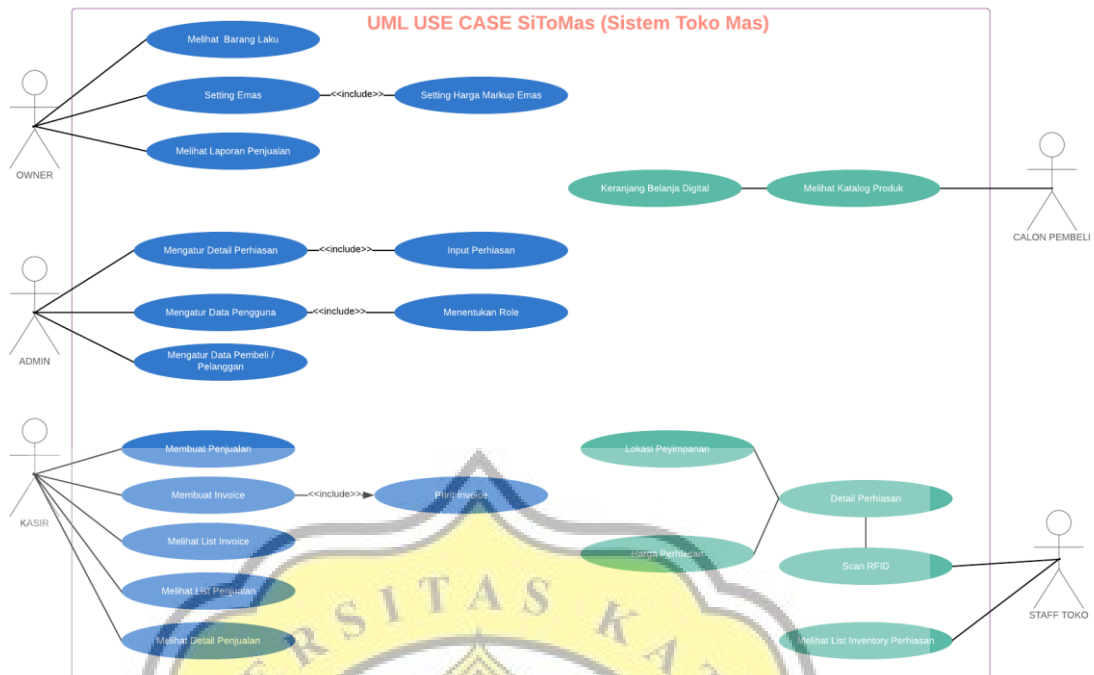 UML USE CASE SiToMas (Sistem Toko Mas)
Melihat Barang Laku
Setting Emas
<<include>>
Setting Harga Markup Emas
Melihat Laporan Penjualan
OWNER
Keranjang Belanja Digital
Melihat Katalog Produk
CALON PEMBELI
Mengatur Detail Perhiasan
<<include>>
Input Perhiasan
Mengatur Data Pengguna
<<include>>
Menentukan Role
Mengatur Data Pembeli /
Pelanggan
ADMIN
Membuat Penjualan
Membuat Invoice
<<include>>
Print Invoice
Melihat List Invoice
Melihat List Penjualan
Melihat Detail Penjualan
KASIR
Lokasi Peyimpanan
Detail Perhiasan
Harga Perhiasan
Scan RFID
Melihat List Inventory Perhiasan
STAFF TOKO
ERSITAS KAT